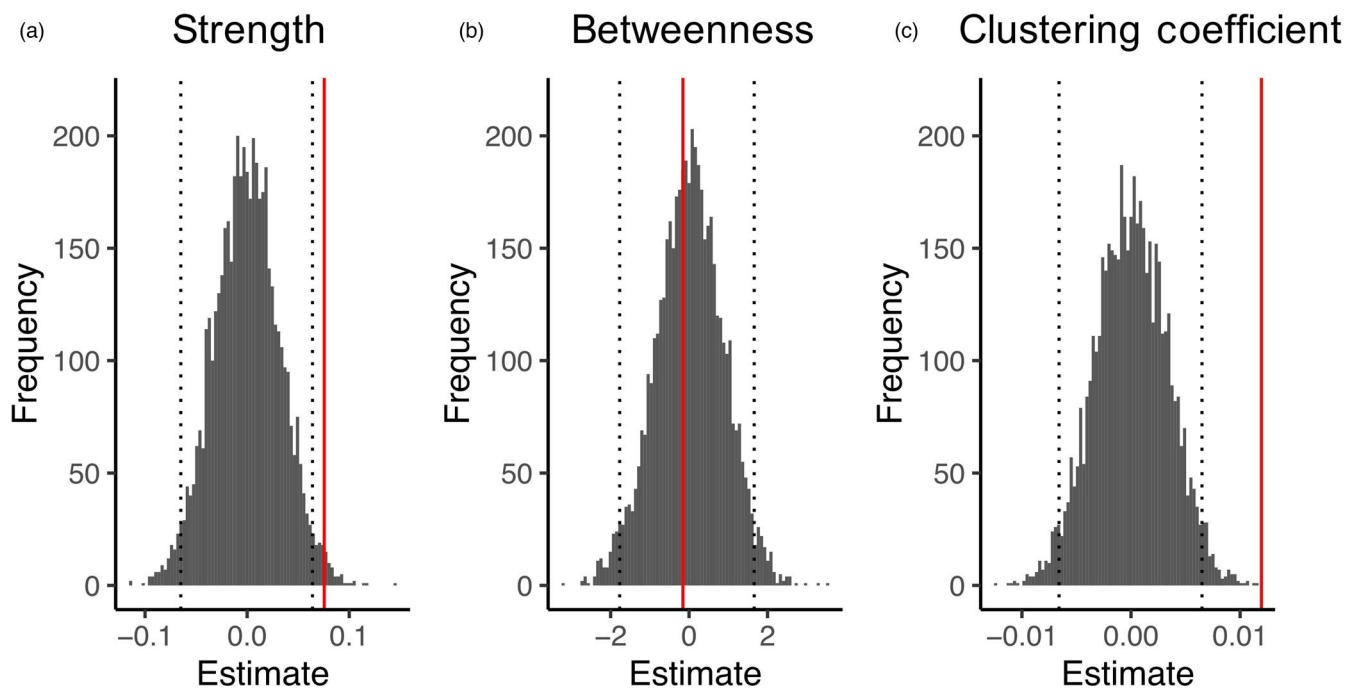 (a) Strength
Frequency
200
150
100
50
0
−0.1 0.0 0.1
Estimate
(b) Betweenness
Frequency
200
150
100
50
0
−2 0 2
Estimate
(c) Clustering coefficient
Frequency
200
150
100
50
0
−0.01 0.00 0.01
Estimate